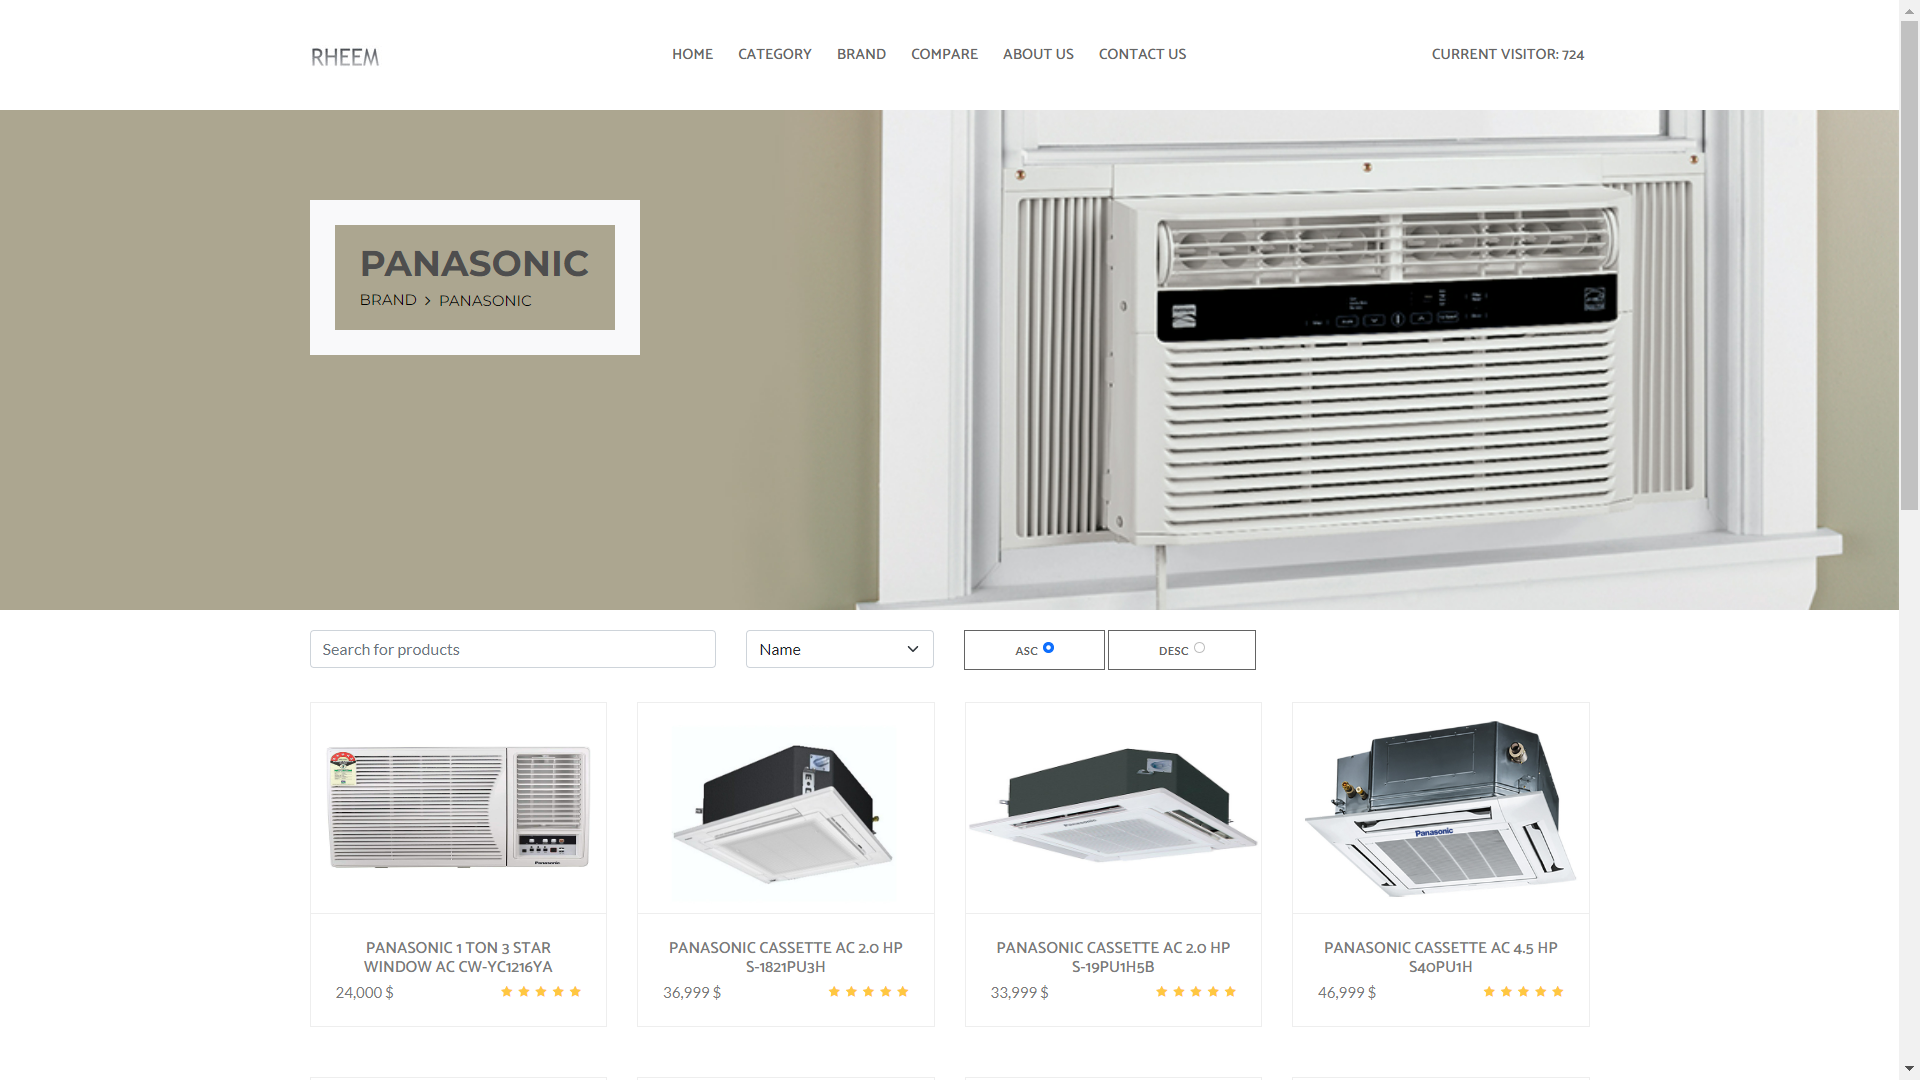 RHEEM
HOME
CATEGORY
BRAND
COMPARE
ABOUT US
CONTACT US
CURRENT VISITOR: 724
PANASONIC
BRAND > PANASONIC
Search for products
Name
ASC
DESC
Panasonic
Panasonic
PANASONIC 1 TON 3 STAR
WINDOW AC CW-YC1216YA
24,000 $
PANASONIC CASSETTE AC 2.0 HP
S-1821PU3H
36,999 $
PANASONIC CASSETTE AC 2.0 HP
S-19PU1H5B
33,999 $
PANASONIC CASSETTE AC 4.5 HP
S40PU1H
46,999 $